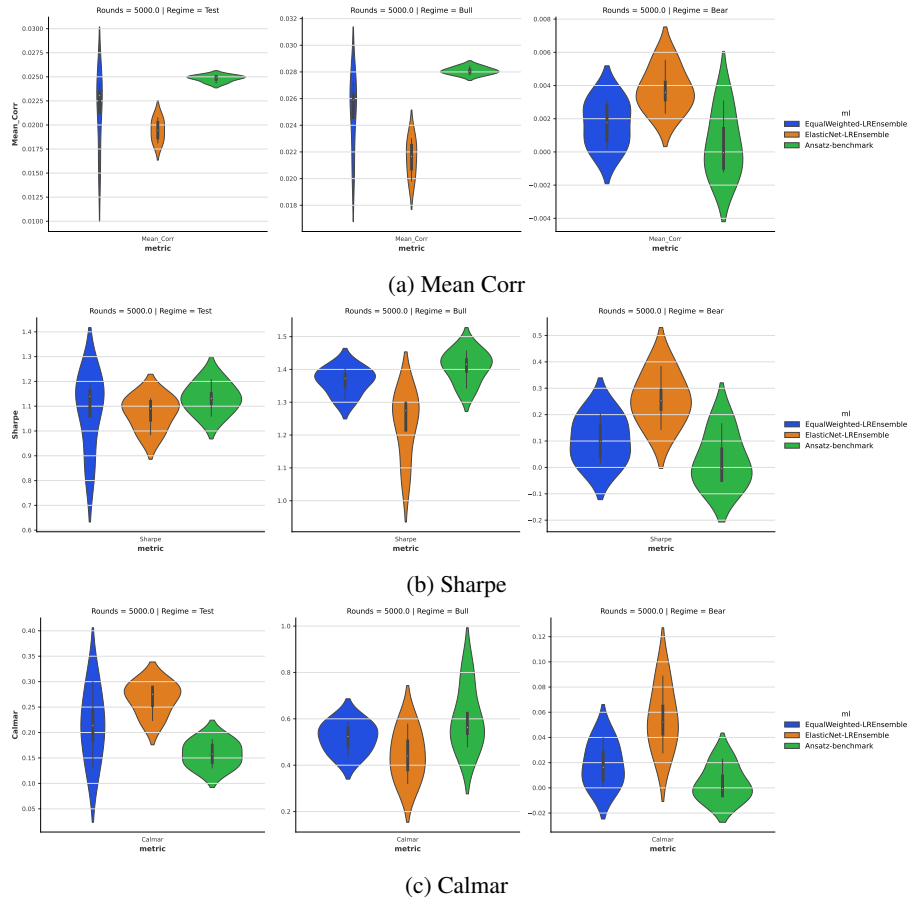 Rounds = 5000.0 | Regime = Test
Rounds = 5000.0 | Regime = Bull
Rounds = 5000.0 | Regime = Bear
0.0300
0.0275
0.0250
0.0225
0.0200
0.0175
0.0150
0.0125
0.0100
Mean_Corr
Mean_Corr
metric
0.032
0.030
0.028
0.026
0.024
0.022
0.020
0.018
Mean_Corr
metric
0.008
0.006
0.004
0.002
0.000
−0.002
−0.004
Mean_Corr
metric
ml
EqualWeighted-LREnsemble
ElasticNet-LREnsemble
Ansatz-benchmark
(a) Mean Corr
Rounds = 5000.0 | Regime = Test
Rounds = 5000.0 | Regime = Bull
Rounds = 5000.0 | Regime = Bear
1.4
1.3
1.2
1.1
1.0
0.9
0.8
0.7
0.6
Sharpe
Sharpe
metric
1.5
1.4
1.3
1.2
1.1
1.0
Sharpe
metric
0.5
0.4
0.3
0.2
0.1
0.0
−0.1
−0.2
Sharpe
metric
ml
EqualWeighted-LREnsemble
ElasticNet-LREnsemble
Ansatz-benchmark
(b) Sharpe
Rounds = 5000.0 | Regime = Test
Rounds = 5000.0 | Regime = Bull
Rounds = 5000.0 | Regime = Bear
0.40
0.35
0.30
0.25
0.20
0.15
0.10
0.05
Calmar
Calmar
metric
1.0
0.8
0.6
0.4
0.2
Calmar
metric
0.12
0.10
0.08
0.06
0.04
0.02
0.00
−0.02
Calmar
metric
ml
EqualWeighted-LREnsemble
ElasticNet-LREnsemble
Ansatz-benchmark
(c) Calmar